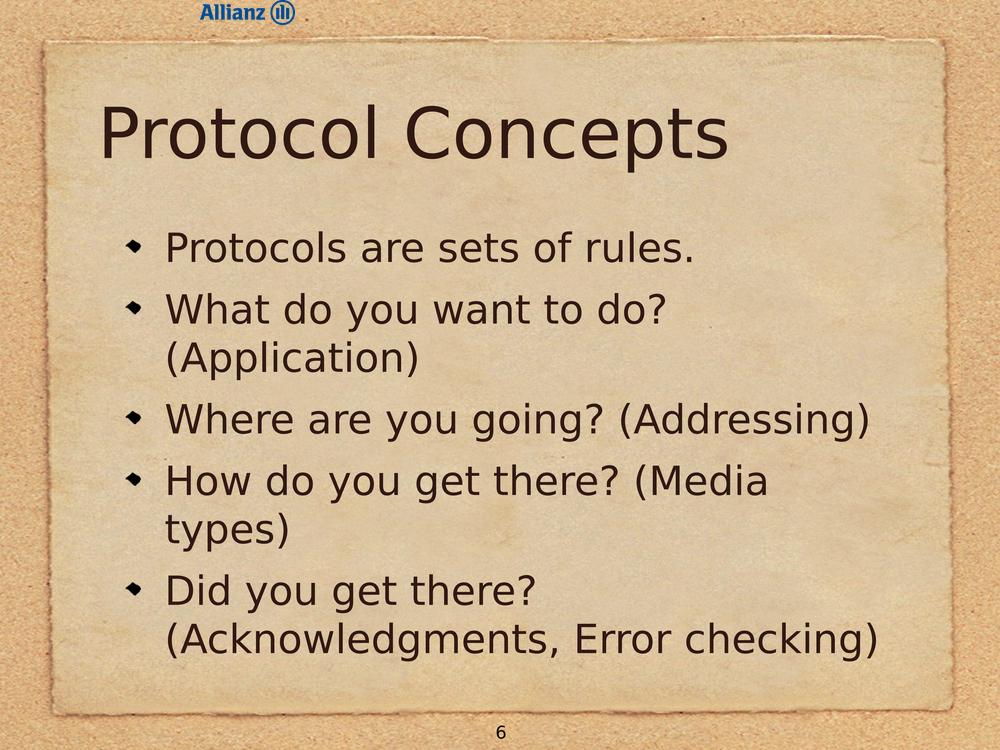 Allianz
Protocol Concepts
Protocols are sets of rules.
What do you want to do?
(Application)
Where are you going? (Addressing)
How do you get there? (Media
types)
Did you get there?
(Acknowledgments, Error checking)
6